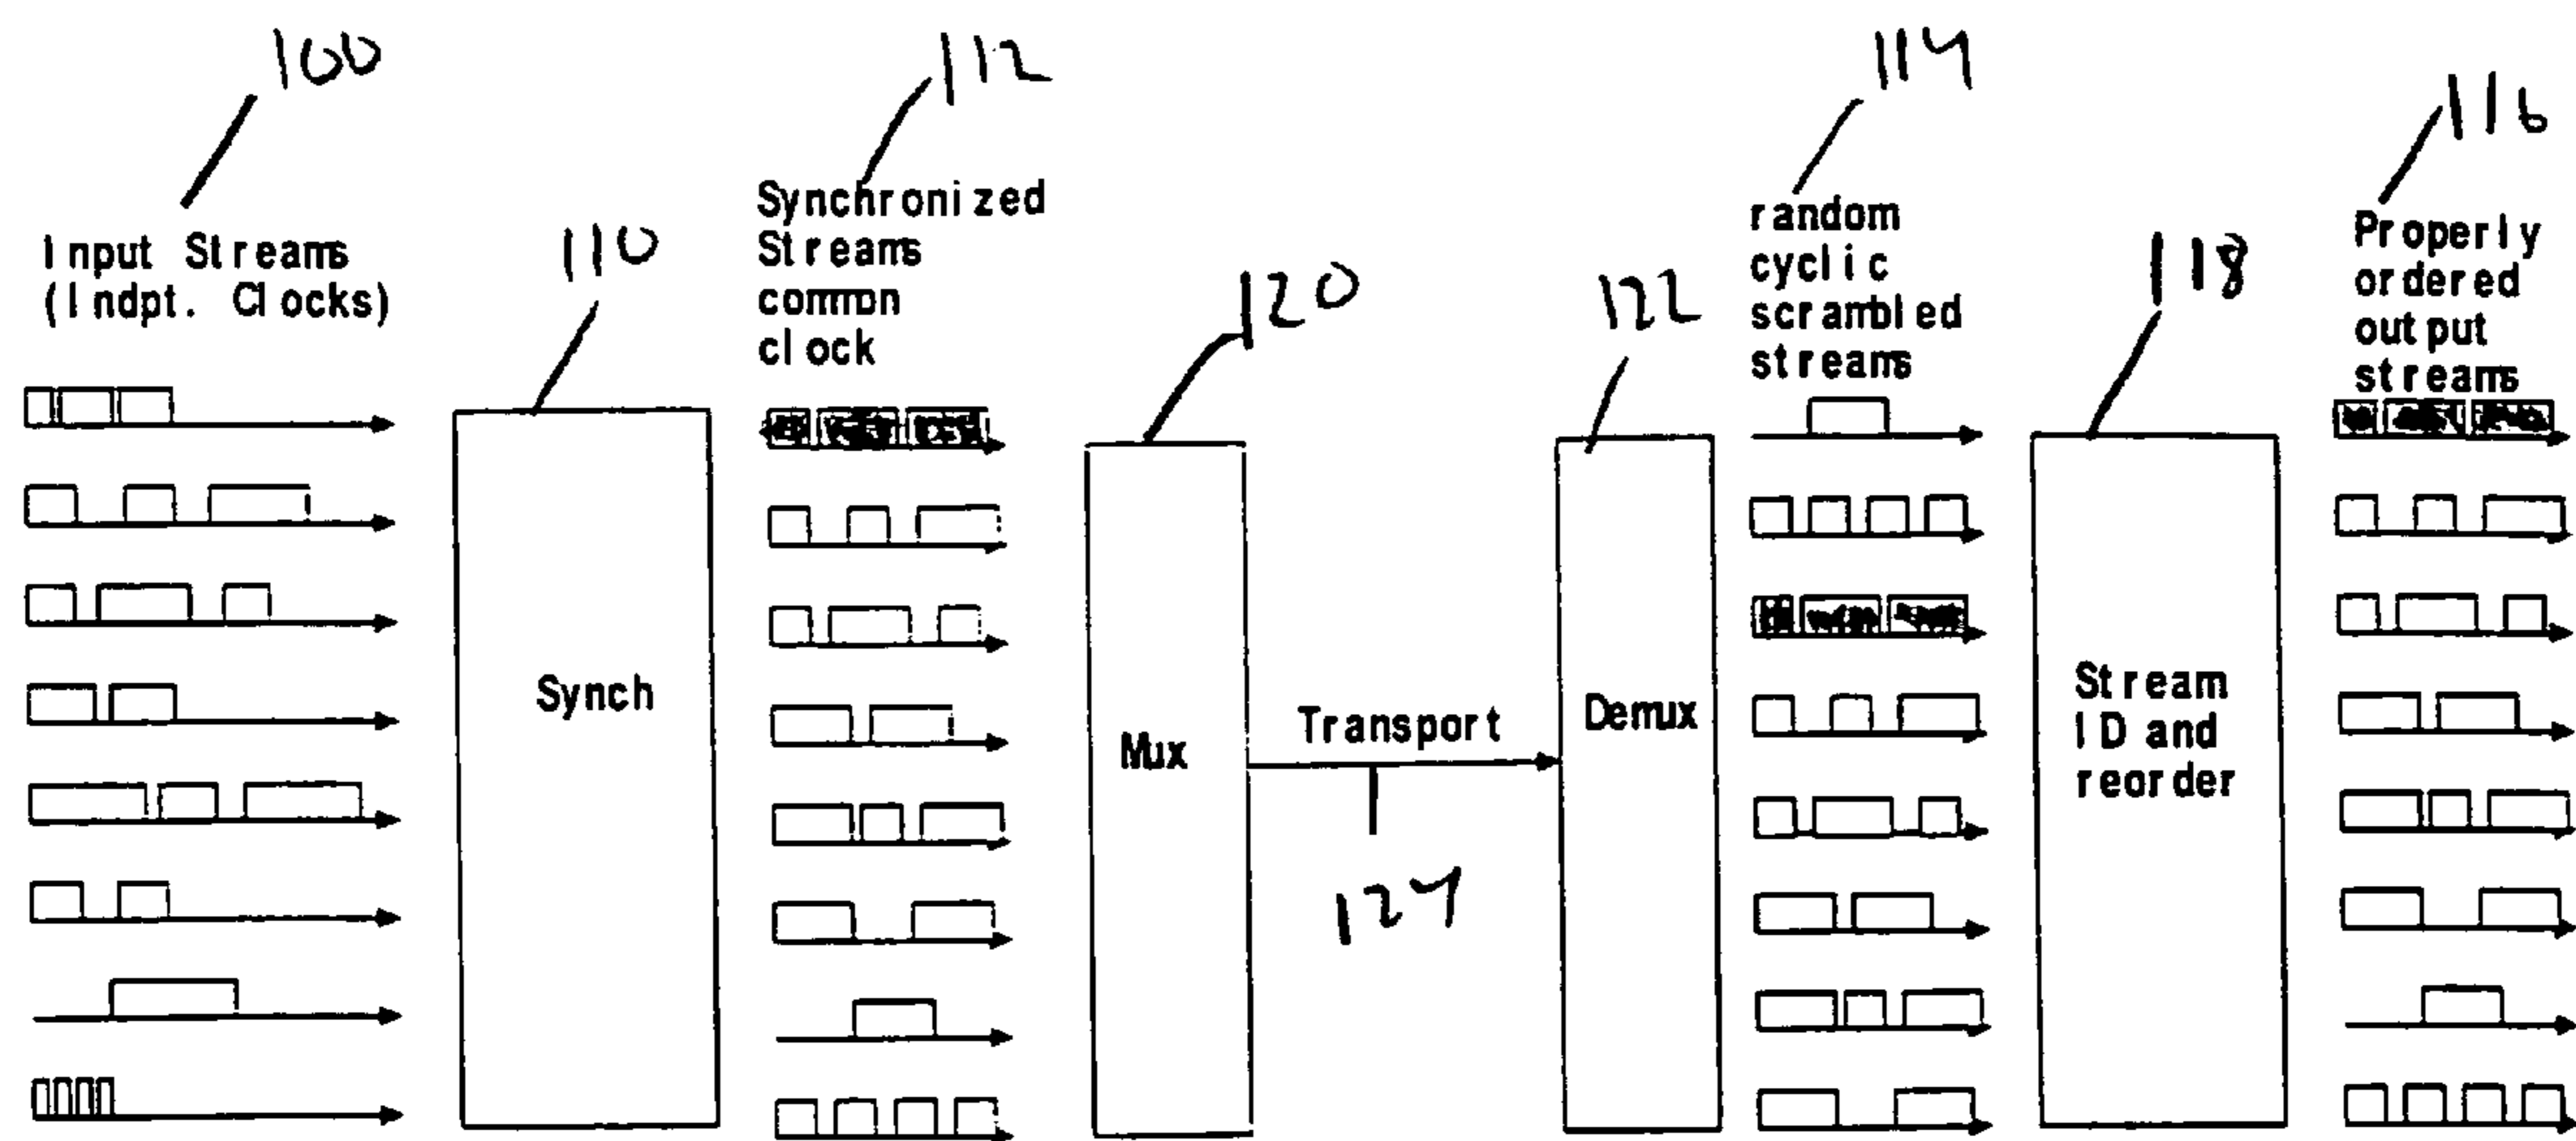 100
112
114
116
Input Streams
(Indpt. Clocks)
110
Synchronized
Streams
common
clock
120
122
random
cyclic
scrambled
streams
118
Properly
ordered
output
streams
Synch
Mux
Transport
124
Demux
Stream
ID and
reorder